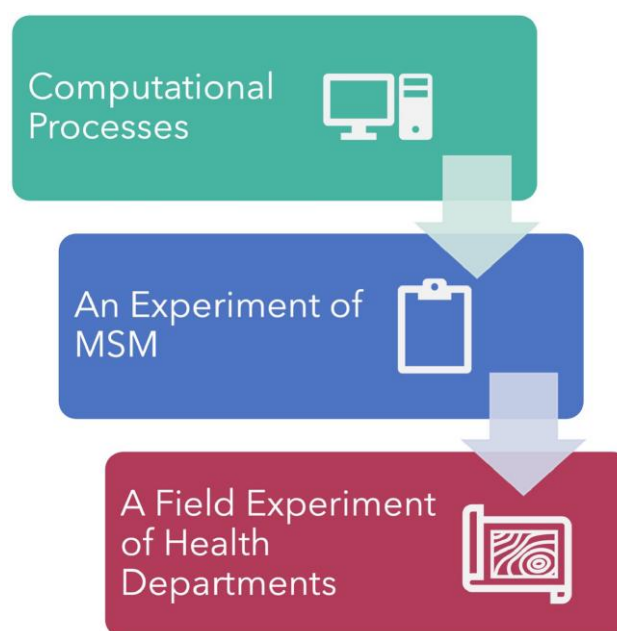 Computational
Processes
An Experiment of
MSM
A Field Experiment
of Health
Departments